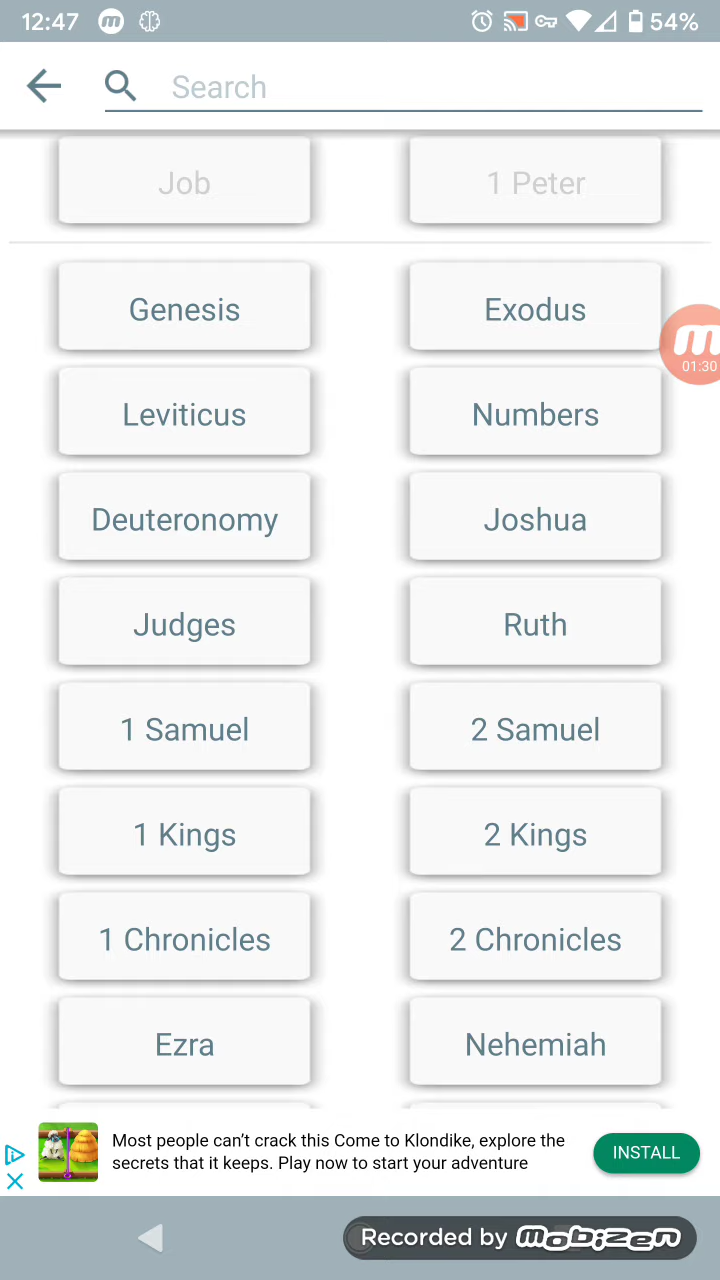 12:47
54%
Search
Job
1 Peter
Genesis
Exodus
01:30
Leviticus
Numbers
Deuteronomy
Joshua
Judges
Ruth
1 Samuel
2 Samuel
1 Kings
2 Kings
1 Chronicles
2 Chronicles
Ezra
Nehemiah
Most people can't crack this Come to Klondike, explore the
secrets that it keeps. Play now to start your adventure
INSTALL
Recorded by mobizen